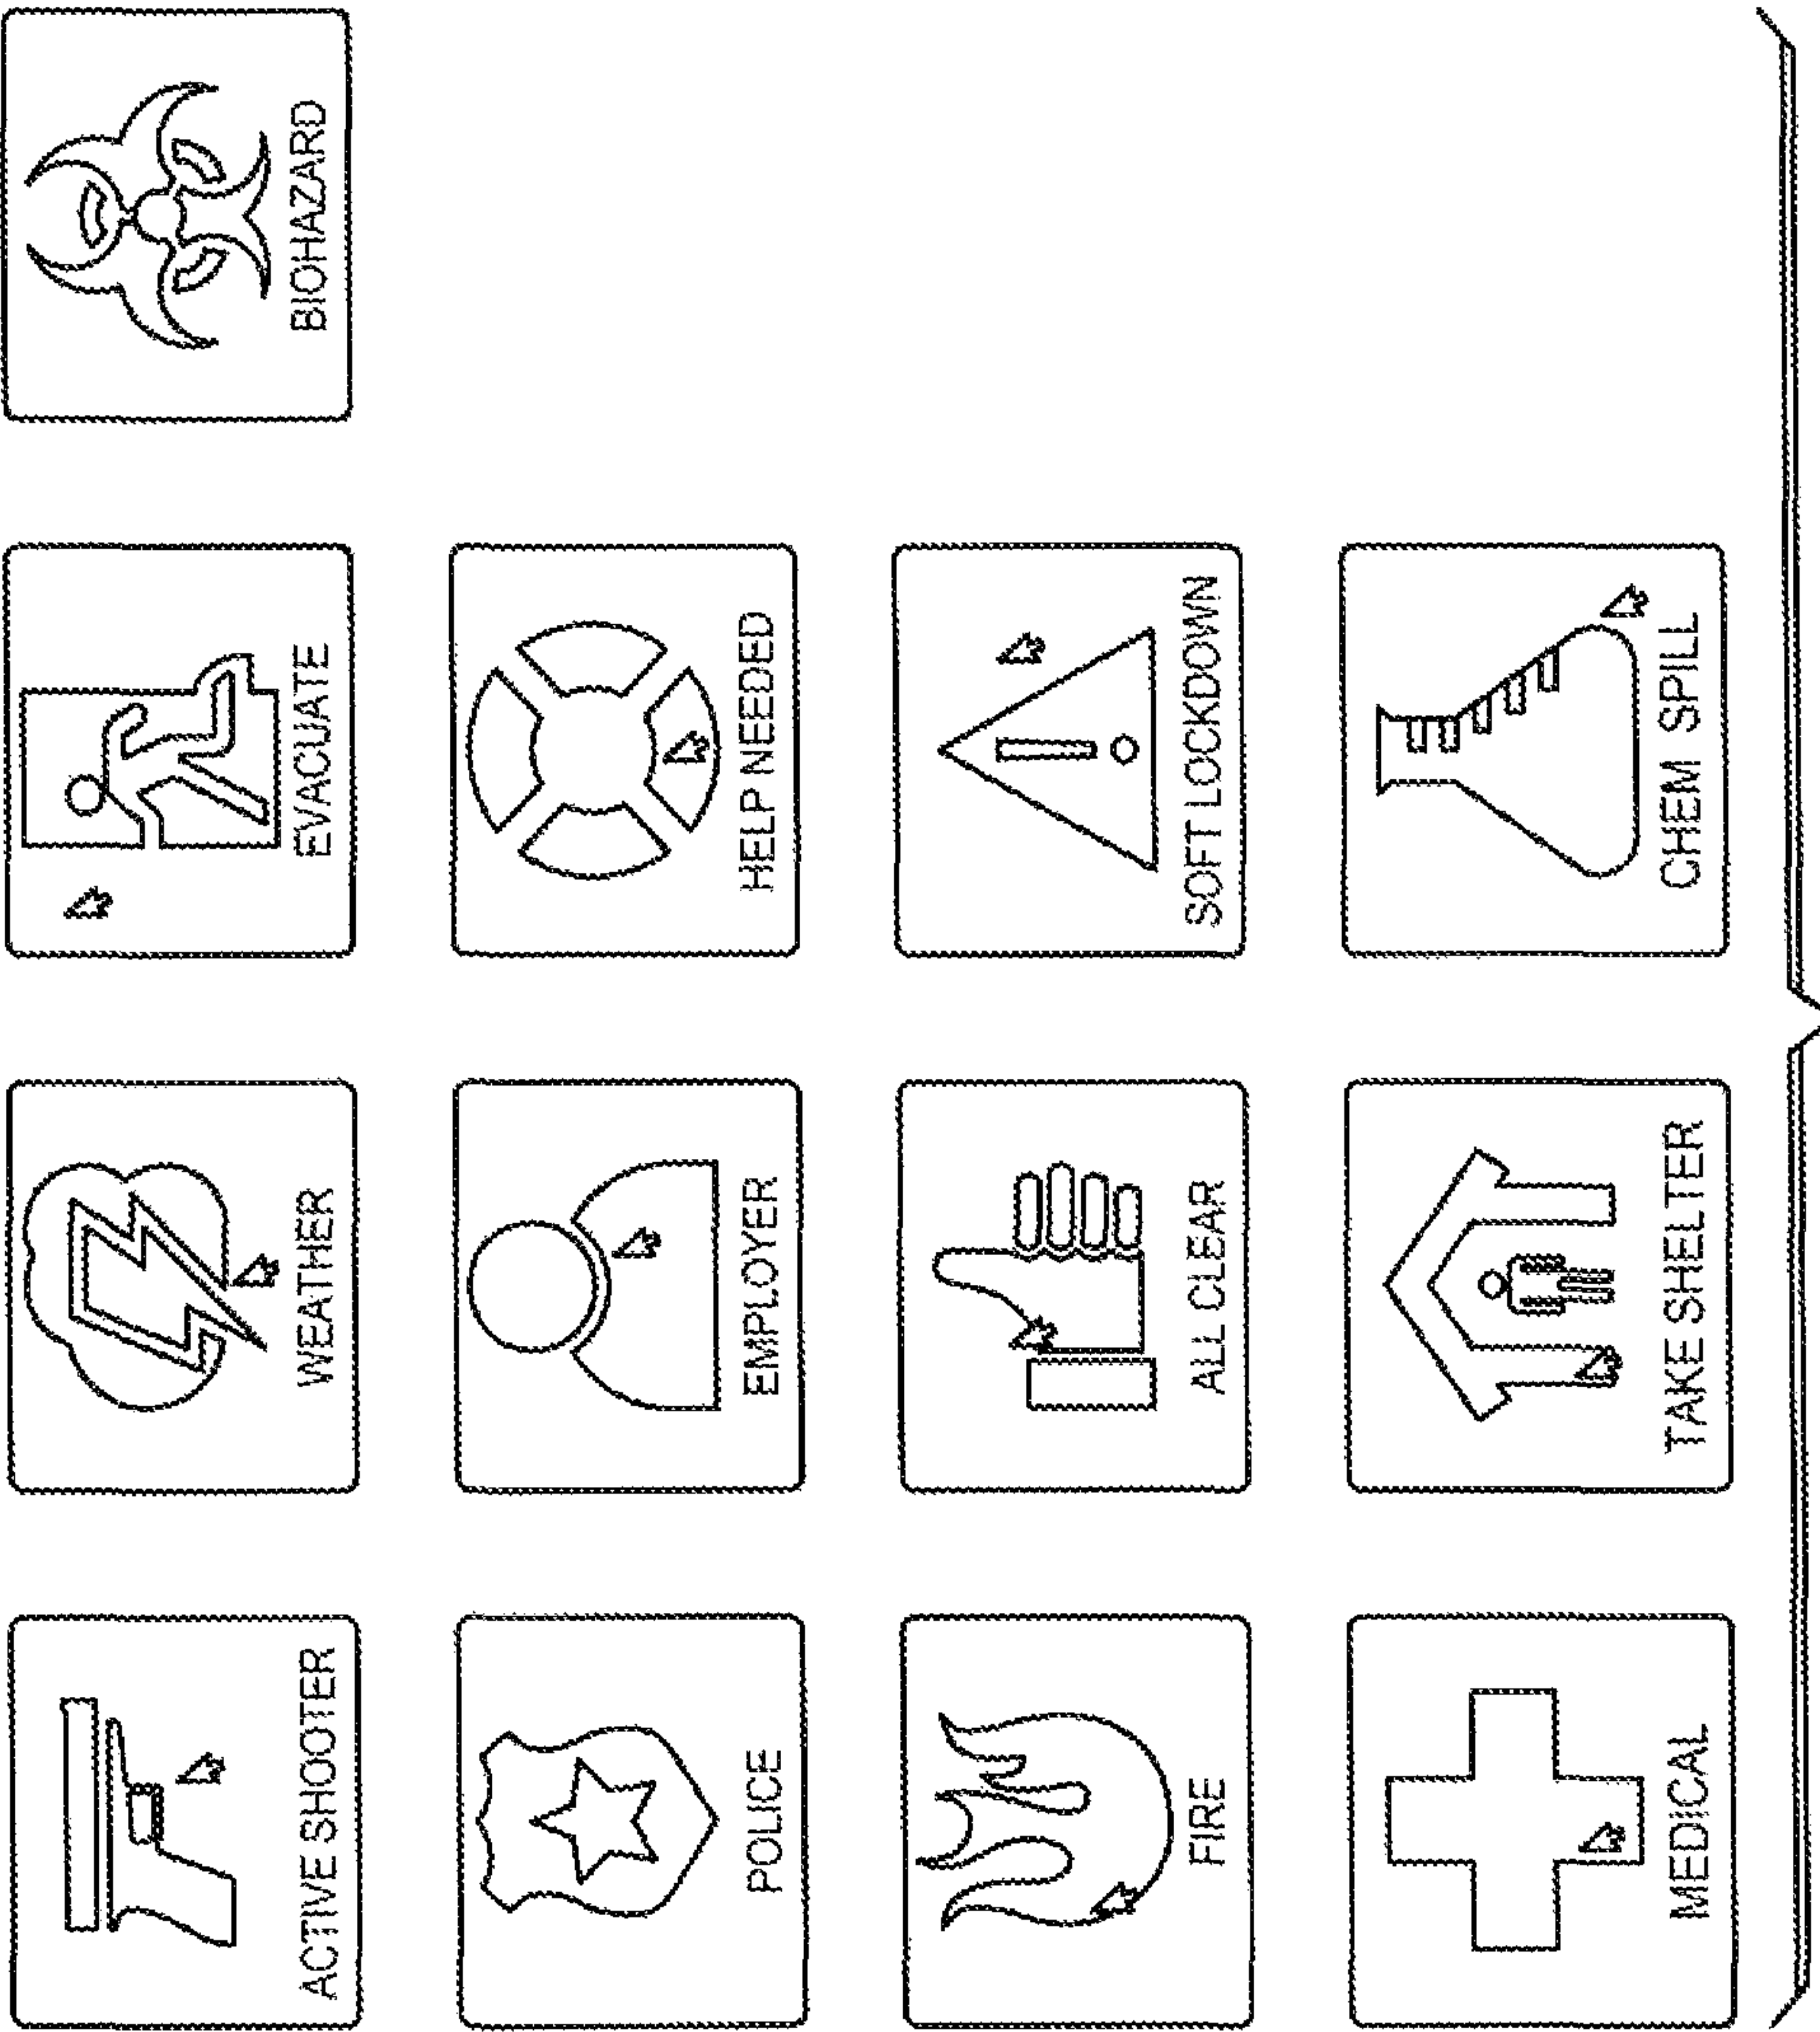 ACTIVE SHOOTER
WEATHER
EVACUATE
BIOHAZARD
POLICE
EMPLOYER
HELP NEEDED
FIRE
ALL CLEAR
SOFT LOCKDOWN
MEDICAL
TAKE SHELTER
CHEM SPILL